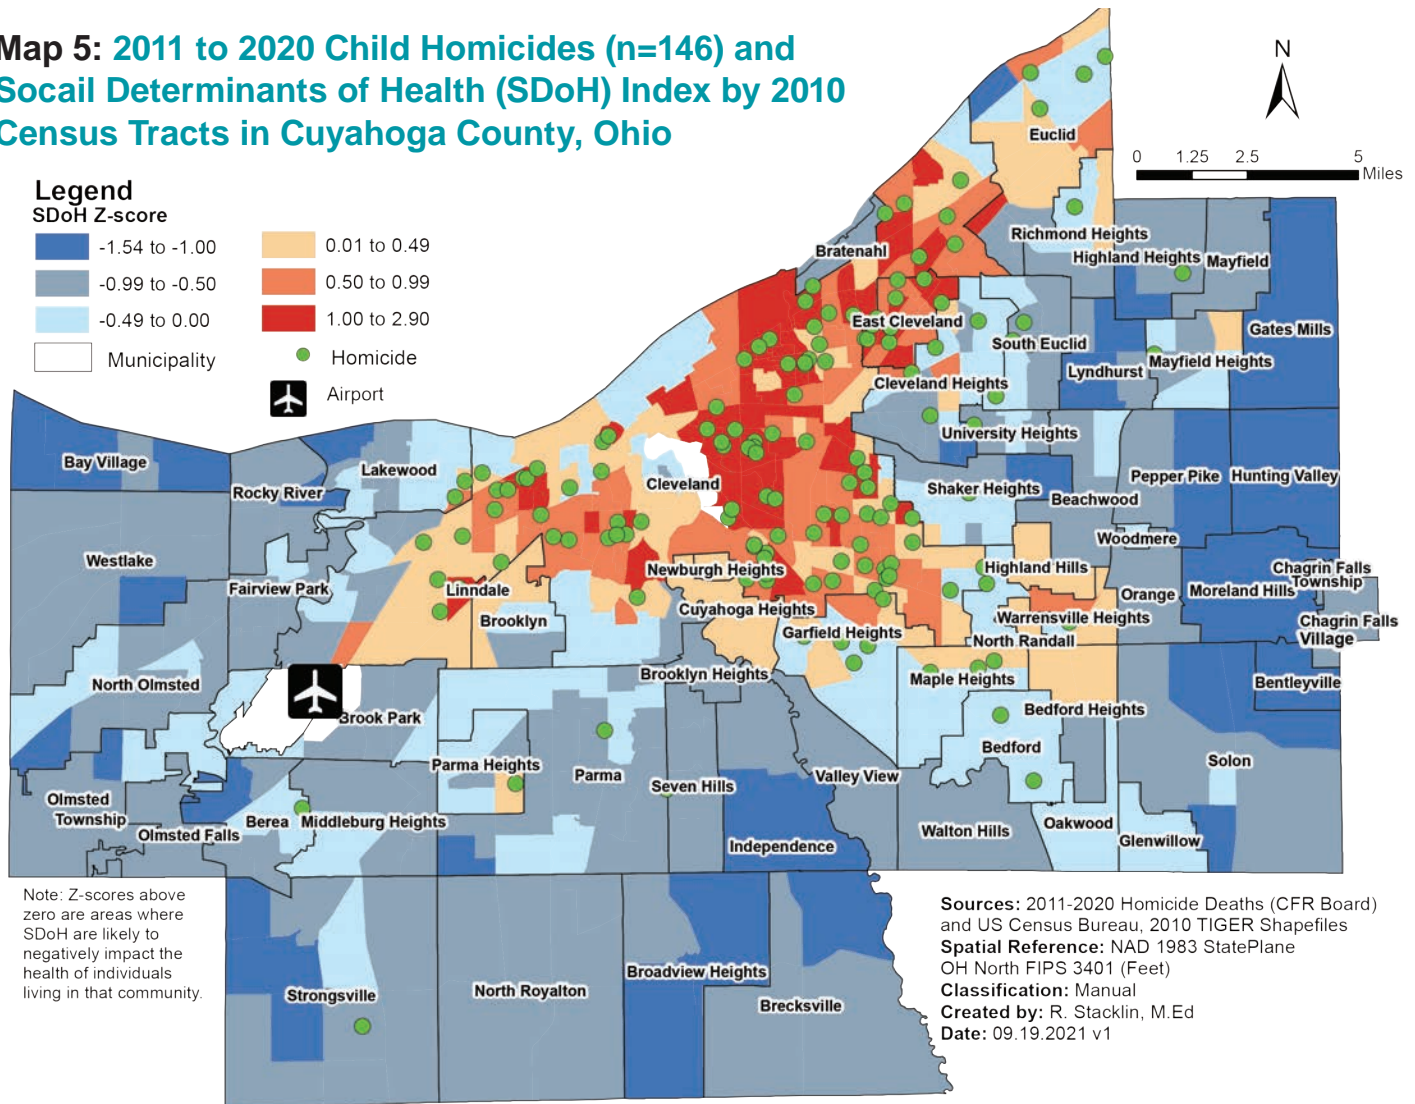 Map 5: 2011 to 2020 Child Homicides (n=146) and
Socail Determinants of Health (SDoH) Index by 2010
Census Tracts in Cuyahoga County, Ohio
N
0 1.25 2.5 5
Miles
Legend
SDoH Z-score
-1.54 to -1.00
0.01 to 0.49
-0.99 to -0.50
0.50 to 0.99
-0.49 to 0.00
1.00 to 2.90
Municipality
Homicide
Airport
Euclid
Richmond Heights
Bratenahl
Highland Heights
Mayfield
East Cleveland
Gates Mills
South Euclid
Mayfield Heights
Lyndhurst
Cleveland Heights
University Heights
Bay Village
Lakewood
Rocky River
Cleveland
Shaker Heights
Beachwood
Pepper Pike
Hunting Valley
Woodmere
Westlake
Newburgh Heights
Highland Hills
Chagrin Falls
Township
Fairview Park
Linndale
Orange
Moreland Hills
Cuyahoga Heights
Brooklyn
Warrensville Heights
Chagrin Falls
Village
Garfield Heights
North Randall
Brooklyn Heights
North Olmsted
Maple Heights
Bentleyville
Brook Park
Bedford Heights
Bedford
Parma Heights
Parma
Valley View
Solon
Seven Hills
Olmsted
Township
Berea
Middleburg Heights
Olmsted Falls
Walton Hills
Oakwood
Glenwillow
Independence
Broadview Heights
Strongsville
North Royalton
Brecksville
Note: Z-scores above
zero are areas where
SDoH are likely to
negatively impact the
health of individuals
living in that community.
Sources: 2011-2020 Homicide Deaths (CFR Board)
and US Census Bureau, 2010 TIGER Shapefiles
Spatial Reference: NAD 1983 StatePlane
OH North FIPS 3401 (Feet)
Classification: Manual
Created by: R. Stacklin, M.Ed
Date: 09.19.2021 v1